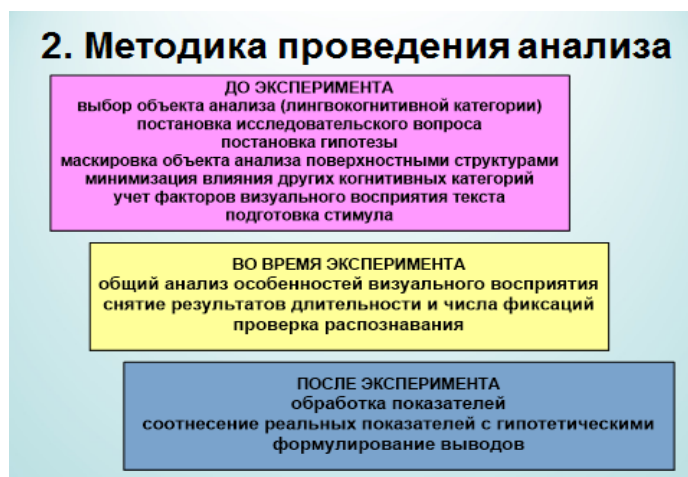 2. Методика проведения анализа
ДО ЭКСПЕРИМЕНТА
выбор объекта анализа (лингвокогнитивной категории)
постановка исследовательского вопроса
постановка гипотезы
маскировка объекта анализа поверхностными структурами
минимизация влияния других когнитивных категорий
учет факторов визуального восприятия текста
подготовка стимула
ВО ВРЕМЯ ЭКСПЕРИМЕНТА
общий анализ особенностей визуального восприятия
снятие результатов длительности и числа фиксаций
проверка распознавания
ПОСЛЕ ЭКСПЕРИМЕНТА
обработка показателей
соотнесение реальных показателей с гипотетическими
формулирование выводов